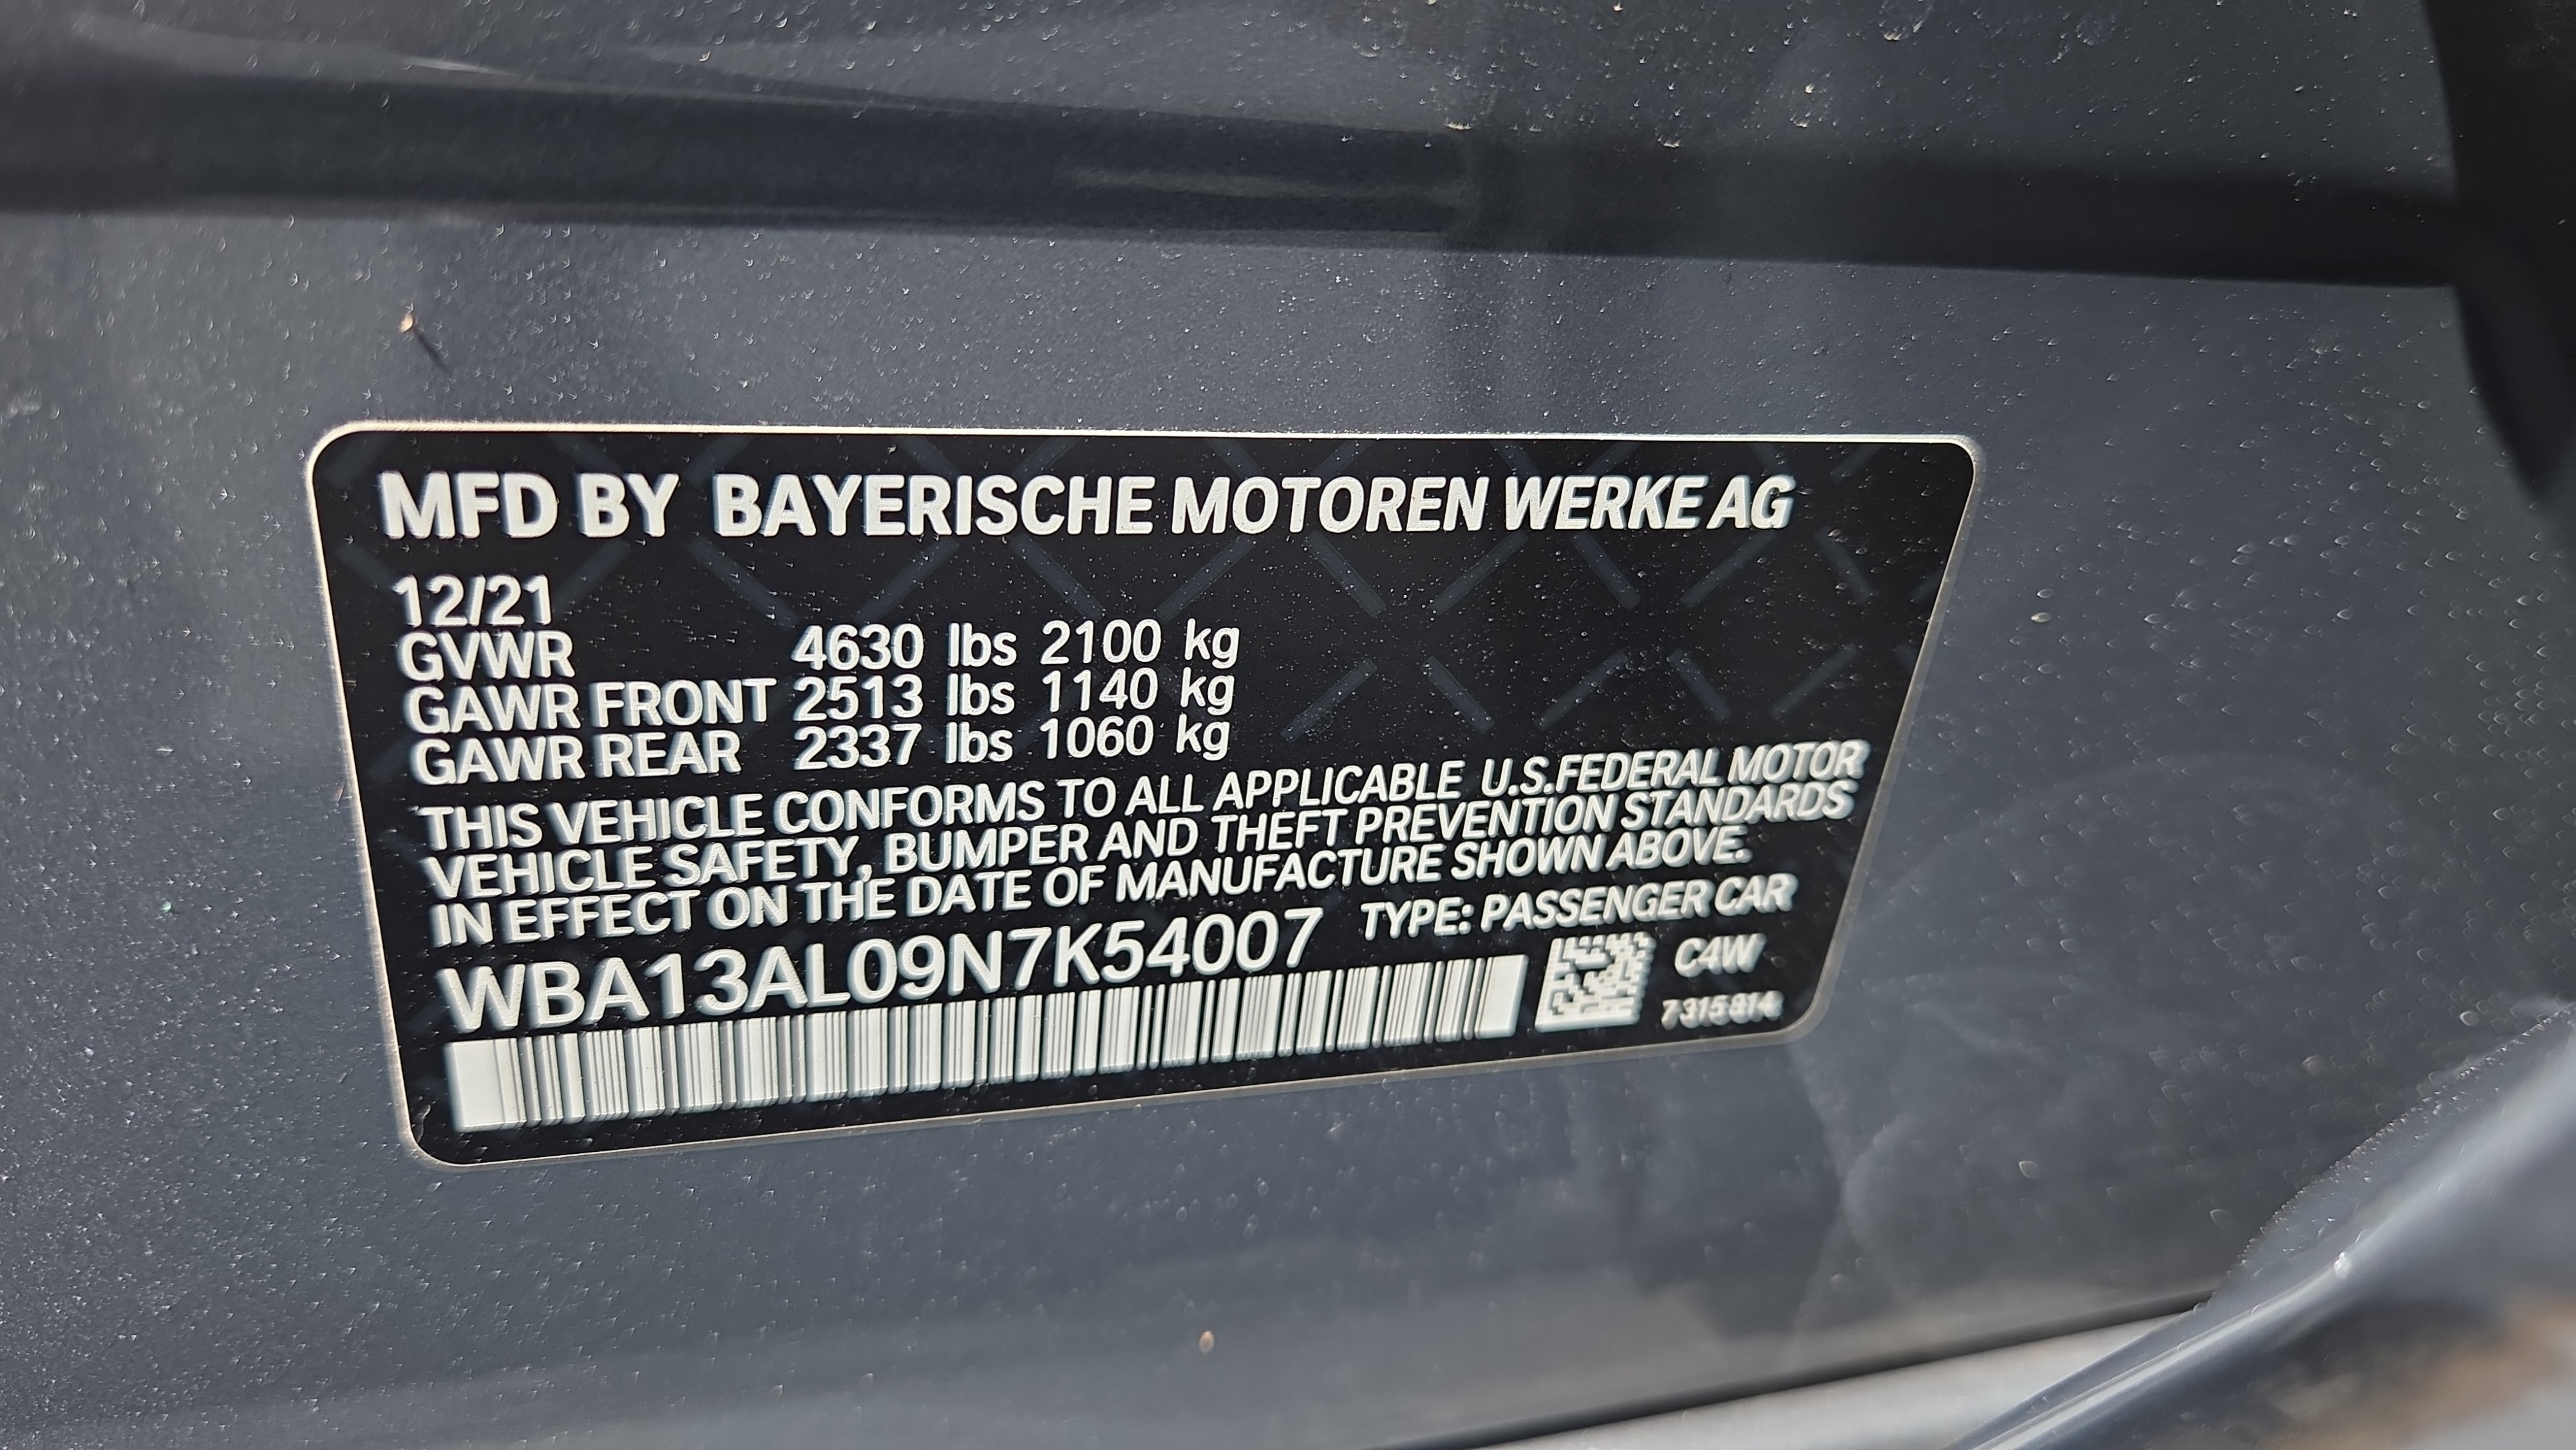 MFD BY BAYERISCHE MOTOREN WERKE AG
12/21
GVWR 4630 lbs 2100 kg
GAWR FRONT 2513 lbs 1140 kg
GAWR REAR 2337 lbs 1060 kg
THIS VEHICLE CONFORMS TO ALL APPLICABLE U.S.FEDERAL MOTOR
VEHICLE SAFETY, BUMPER AND THEFT PREVENTION STANDARDS
IN EFFECT ON THE DATE OF MANUFACTURE SHOWN ABOVE.
WBA13AL09N7K54007 TYPE: PASSENGER CAR
C4W
7315814